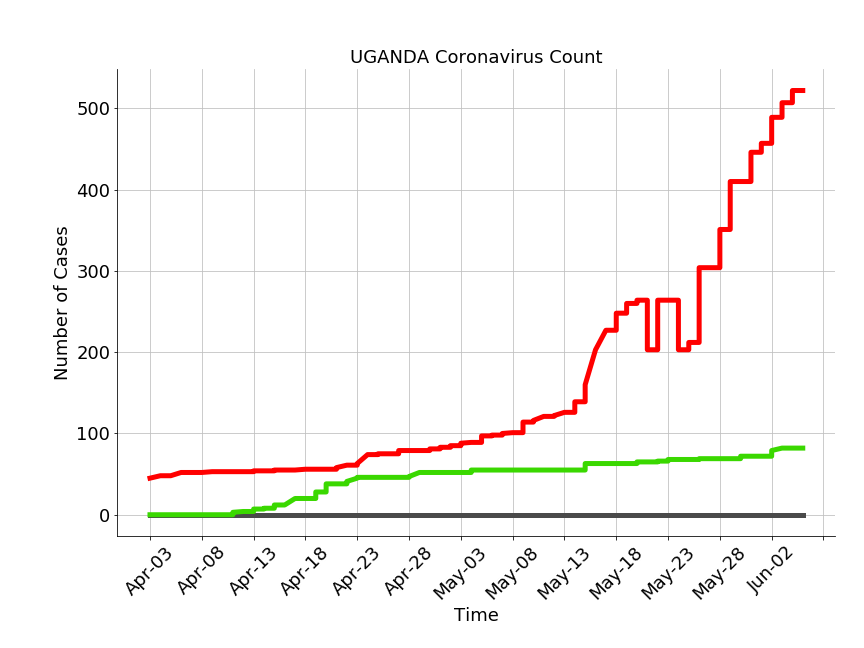 UGANDA Coronavirus Count
Number of Cases
500
400
300
200
100
0
Apr-03
Apr-08
Apr-13
Apr-18
Apr-23
Apr-28
May-03
May-08
May-13
May-18
May-23
May-28
Jun-02
Time